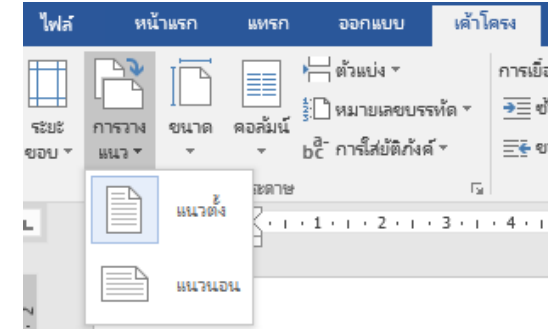 ไฟล์ หน้าแรก แทรก ออกแบบ เค้าโครง
ระยะ
ขอบ
การวาง
แนว
ขนาด
คอลัมน์
ตัวแบ่ง
หมายเลขบรรทัด
การใส่ยัติภังค์
แนวตั้ง
แนวนอน
1 2 3 4